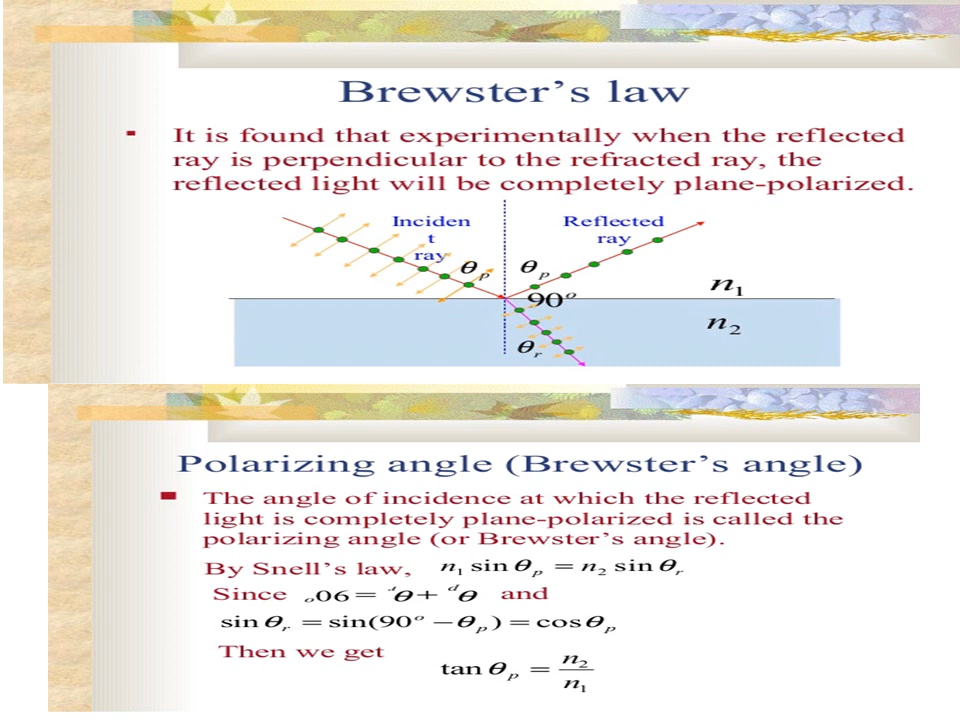 Brewster's law
▪ It is found that experimentally when the reflected
ray is perpendicular to the refracted ray, the
reflected light will be completely plane-polarized.
Inciden
t
ray
Reflected
ray
θp θp
90°
n₁
n₂
θr
Polarizing angle (Brewster's angle)
▪ The angle of incidence at which the reflected
light is completely plane-polarized is called the
polarizing angle (or Brewster's angle).
By Snell's law, n₁ sin θp = n₂ sin θr
Since θp + θr = 90° and
sin θr = sin(90° − θp) = cos θp
Then we get tan θp = n₂/n₁